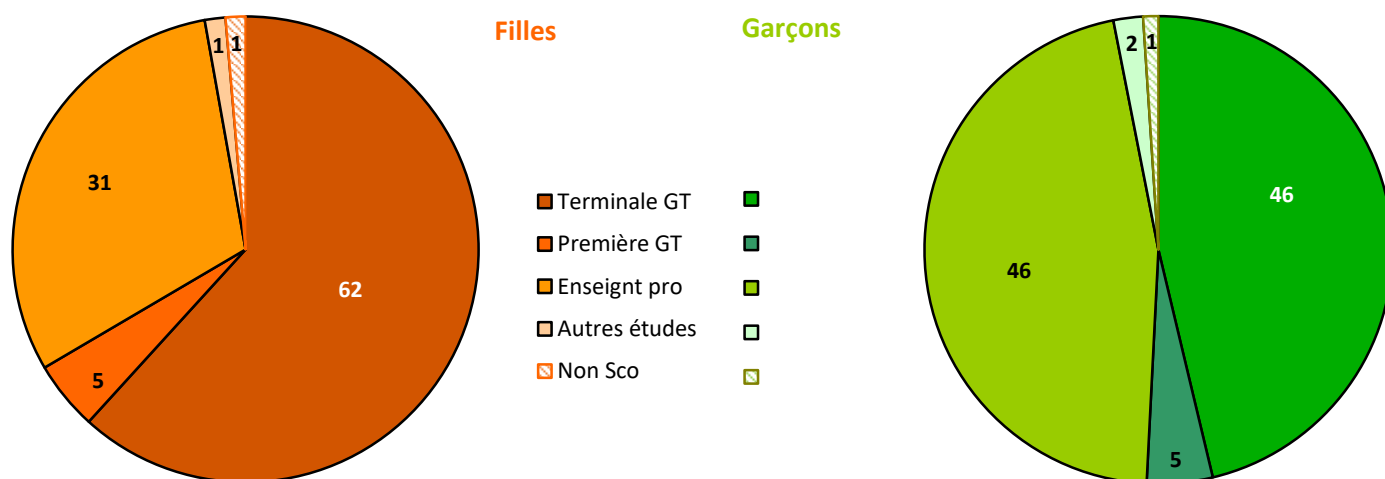 Filles
Garçons
1
1
31
62
5
Terminale GT
Première GT
Enseignt pro
Autres études
Non Sco
2
1
46
46
5